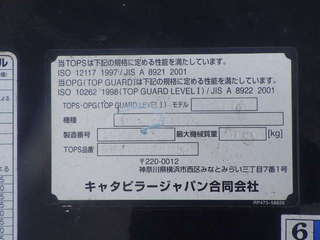 当TOPSは下記の規格に定める性能を満たしています。
ISO 12117 1997/JIS A 8921 2001
当OPG(TOP GUARD)は下記の規格に定める性能を満たしています。
ISO 10262 1998(TOP GUARD LEVEL I)/JIS A 8922 2001
TOPS・OPG(TOP GUARD LEVEL I) モデル
機種
製造番号 最大機械質量 [kg]
TOPS品番
〒220-0012
神奈川県横浜市西区みなとみらい三丁目7番1号
キャタピラージャパン合同会社
6